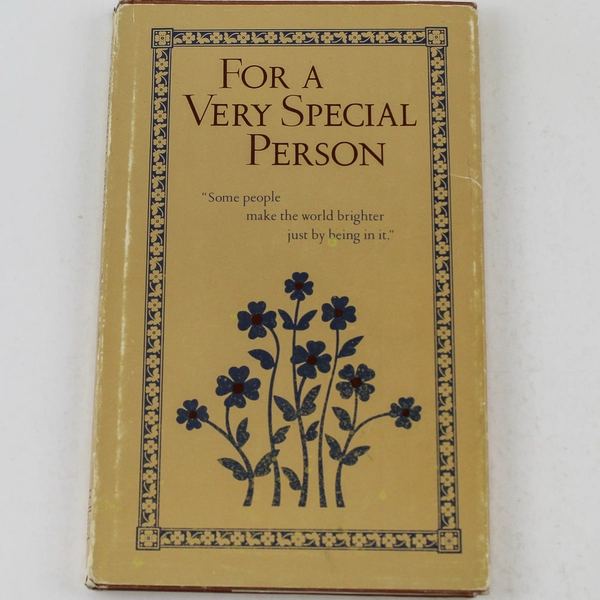 FOR A
VERY SPECIAL
PERSON
“Some people
make the world brighter
just by being in it.”